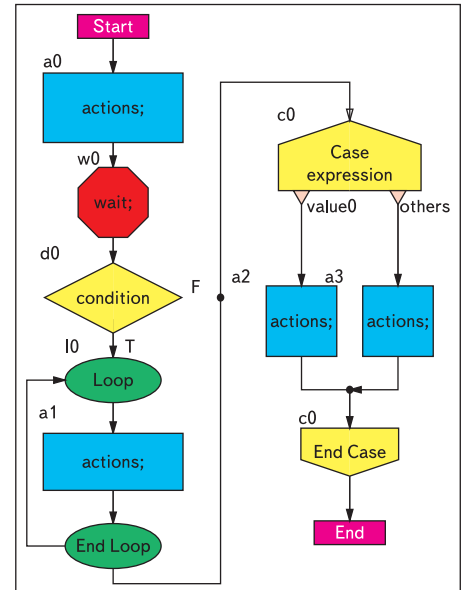 Start
a0
actions;
w0
wait;
d0
condition
F
T
l0
Loop
a1
actions;
End Loop
c0
Case
expression
value0
others
a2
actions;
a3
actions;
c0
End Case
End